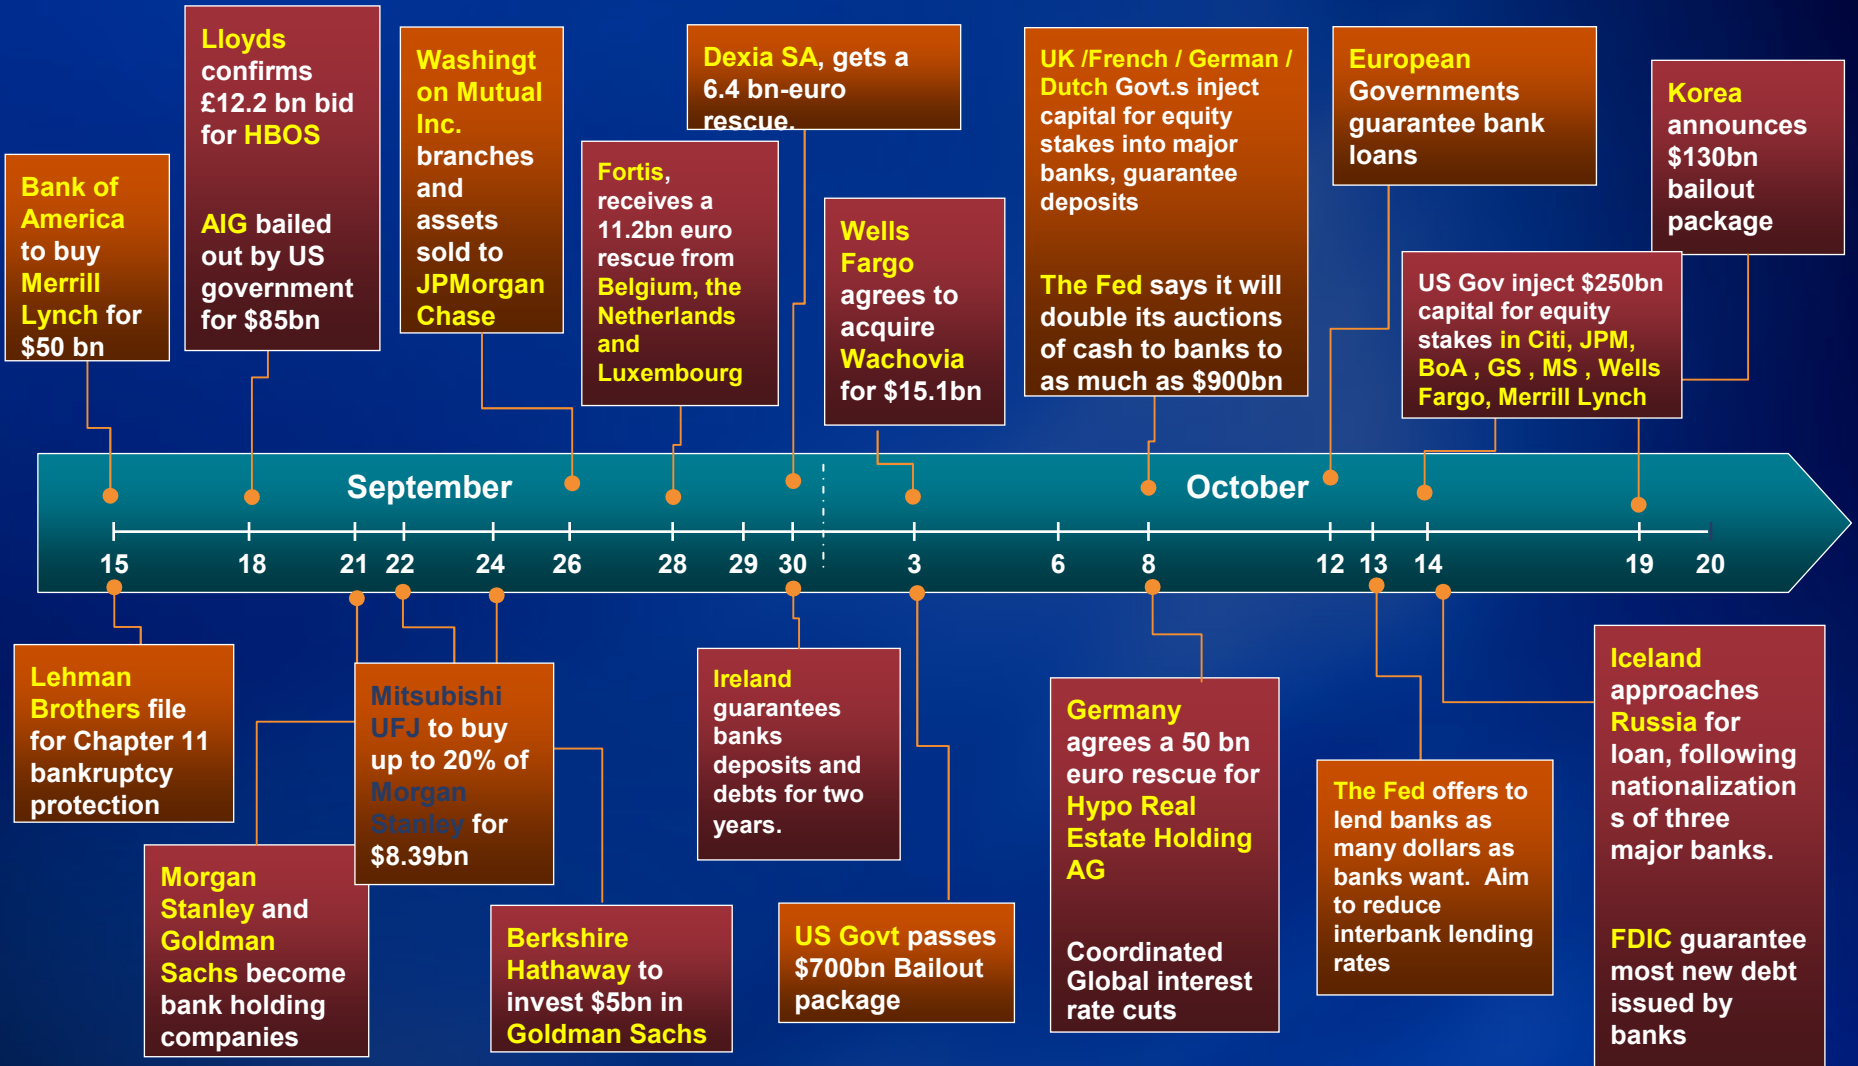 Bank of
America
to buy
Merrill
Lynch for
$50 bn
Lloyds
confirms
£12.2 bn bid
for HBOS
AIG bailed
out by US
government
for $85bn
Washingt
on Mutual
Inc.
branches
and
assets
sold to
JPMorgan
Chase
Fortis,
receives a
11.2bn euro
rescue from
Belgium, the
Netherlands
and
Luxembourg
Dexia SA, gets a
6.4 bn-euro
rescue.
Wells
Fargo
agrees to
acquire
Wachovia
for $15.1bn
UK /French / German /
Dutch Govt.s inject
capital for equity
stakes into major
banks, guarantee
deposits
The Fed says it will
double its auctions
of cash to banks to
as much as $900bn
European
Governments
guarantee bank
loans
US Gov inject $250bn
capital for equity
stakes in Citi, JPM,
BoA , GS , MS , Wells
Fargo, Merrill Lynch
Korea
announces
$130bn
bailout
package
September October
15 18 21 22 24 26 28 29 30 3 6 8 12 13 14 19 20
Lehman
Brothers file
for Chapter 11
bankruptcy
protection
Morgan
Stanley and
Goldman
Sachs become
bank holding
companies
Mitsubishi
UFJ to buy
up to 20% of
Morgan
Stanley for
$8.39bn
Berkshire
Hathaway to
invest $5bn in
Goldman Sachs
Ireland
guarantees
banks
deposits and
debts for two
years.
US Govt passes
$700bn Bailout
package
Germany
agrees a 50 bn
euro rescue for
Hypo Real
Estate Holding
AG
Coordinated
Global interest
rate cuts
The Fed offers to
lend banks as
many dollars as
banks want. Aim
to reduce
interbank lending
rates
Iceland
approaches
Russia for
loan, following
nationalization
s of three
major banks.
FDIC guarantee
most new debt
issued by
banks